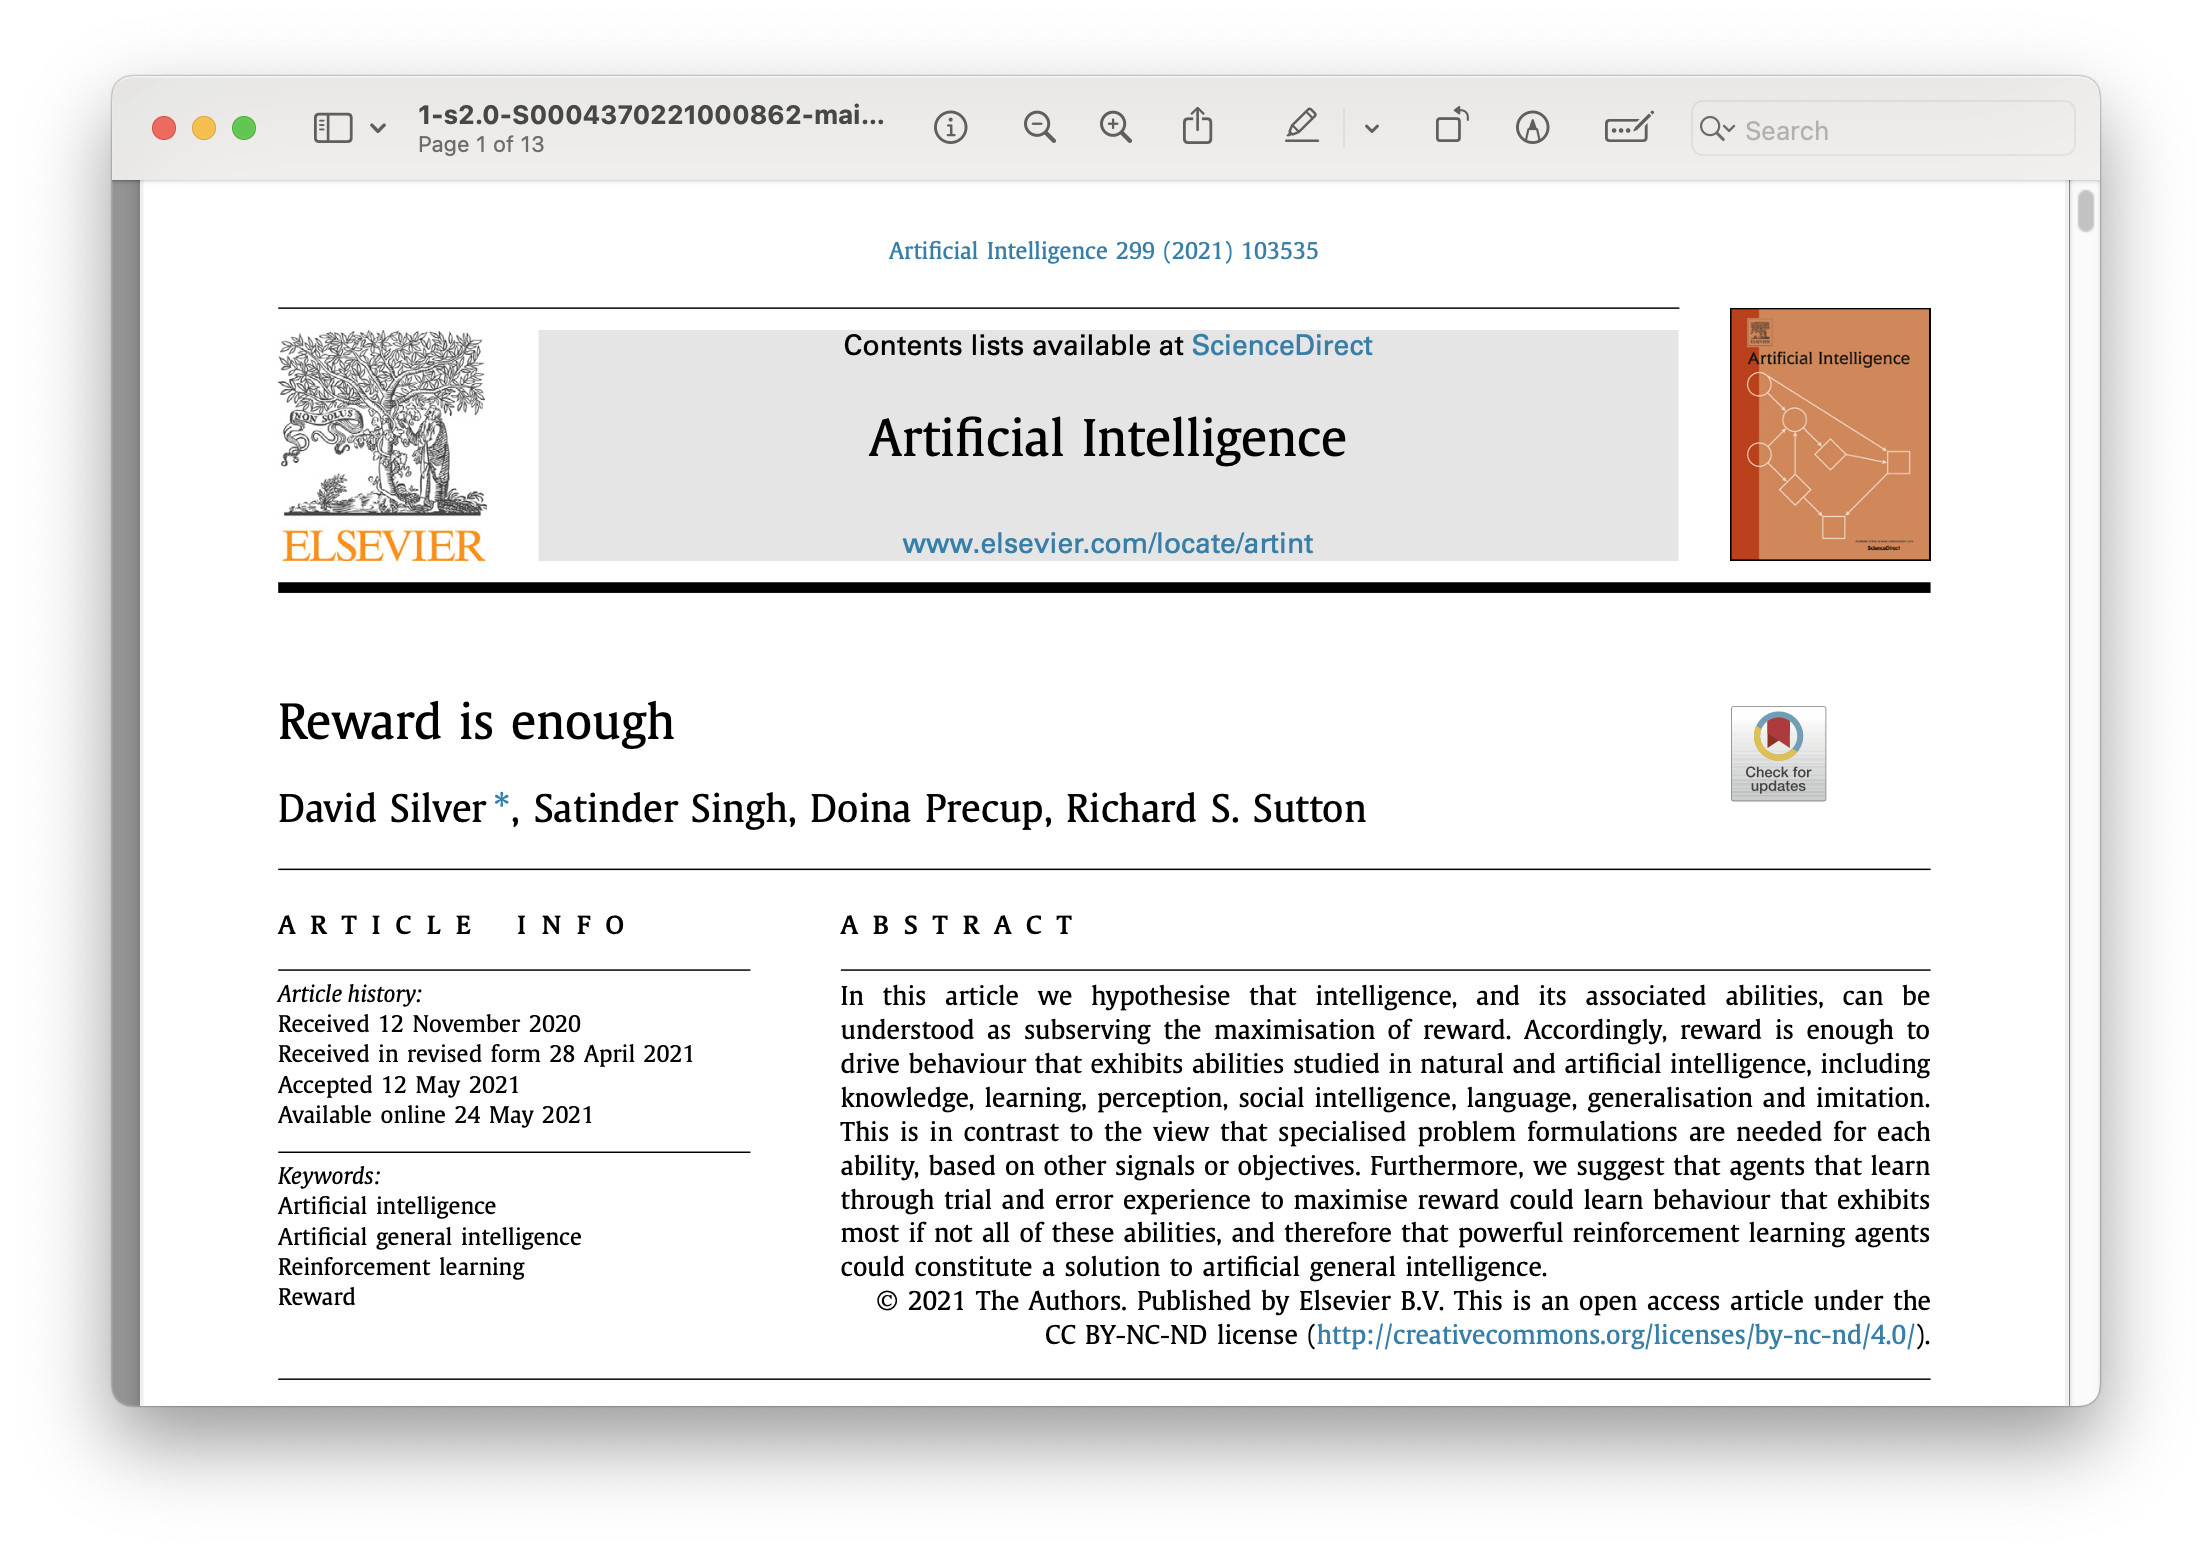 1-s2.0-S0004370221000862-mai...
Page 1 of 13
Search
Artificial Intelligence 299 (2021) 103535
Contents lists available at ScienceDirect
Artificial Intelligence
www.elsevier.com/locate/artint
NON SOLUS
ELSEVIER
ELSEVIER
Artificial Intelligence
ScienceDirect
Reward is enough
David Silver *, Satinder Singh, Doina Precup, Richard S. Sutton
Check for
updates
ARTICLE INFO
Article history:
Received 12 November 2020
Received in revised form 28 April 2021
Accepted 12 May 2021
Available online 24 May 2021
Keywords:
Artificial intelligence
Artificial general intelligence
Reinforcement learning
Reward
ABSTRACT
In this article we hypothesise that intelligence, and its associated abilities, can be
understood as subserving the maximisation of reward. Accordingly, reward is enough to
drive behaviour that exhibits abilities studied in natural and artificial intelligence, including
knowledge, learning, perception, social intelligence, language, generalisation and imitation.
This is in contrast to the view that specialised problem formulations are needed for each
ability, based on other signals or objectives. Furthermore, we suggest that agents that learn
through trial and error experience to maximise reward could learn behaviour that exhibits
most if not all of these abilities, and therefore that powerful reinforcement learning agents
could constitute a solution to artificial general intelligence.
© 2021 The Authors. Published by Elsevier B.V. This is an open access article under the
CC BY-NC-ND license (http://creativecommons.org/licenses/by-nc-nd/4.0/).